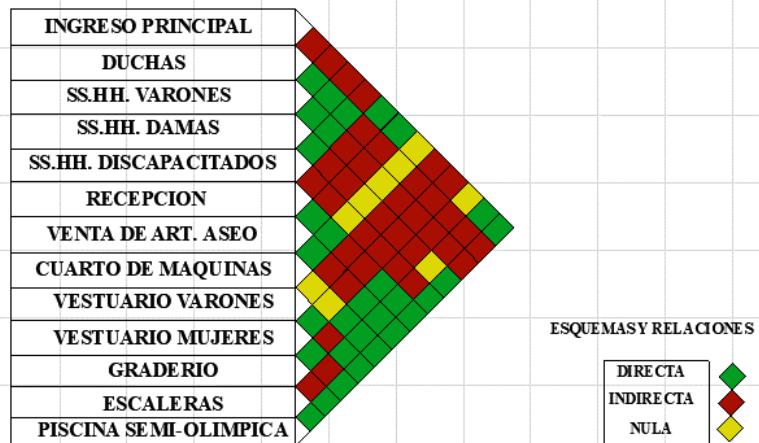 INGRESO PRINCIPAL
DUCHAS
SS.HH. VARONES
SS.HH. DAMAS
SS.HH. DISCAPACITADOS
RECEPCION
VENTA DE ART. ASEO
CUARTO DE MAQUINAS
VESTUARIO VARONES
VESTUARIO MUJERES
GRADERIO
ESCALERAS
PISCINA SEMI-OLIMPICA
ESQUEMAS Y RELACIONES
DIRECTA
INDIRECTA
NULA